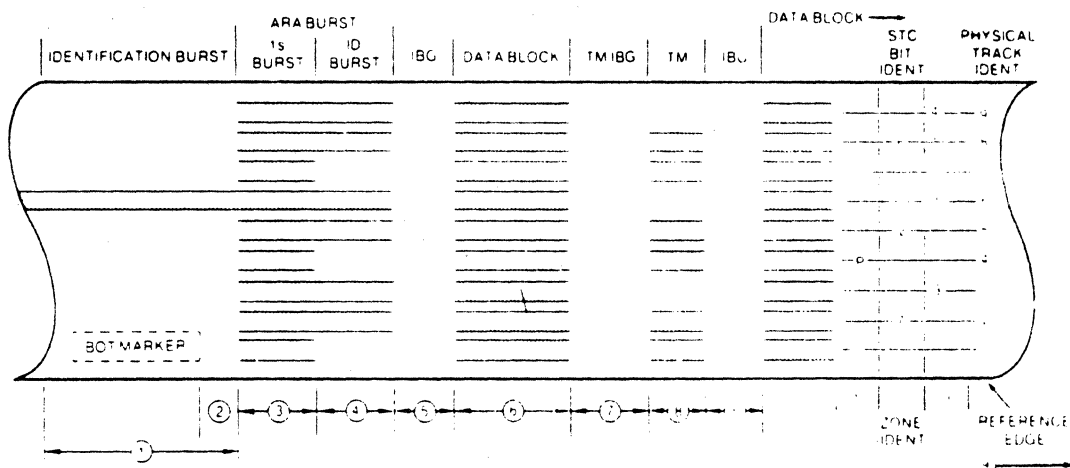 ARA BURST
DATA BLOCK
IDENTIFICATION BURST
1s BURST
ID BURST
IBG
DATA BLOCK
TM IBG
TM
IBG
STC BIT IDENT
PHYSICAL TRACK IDENT
P
BOT MARKER
2
3
4
5
6
7
8
1
ZONE IDENT
REFERENCE EDGE